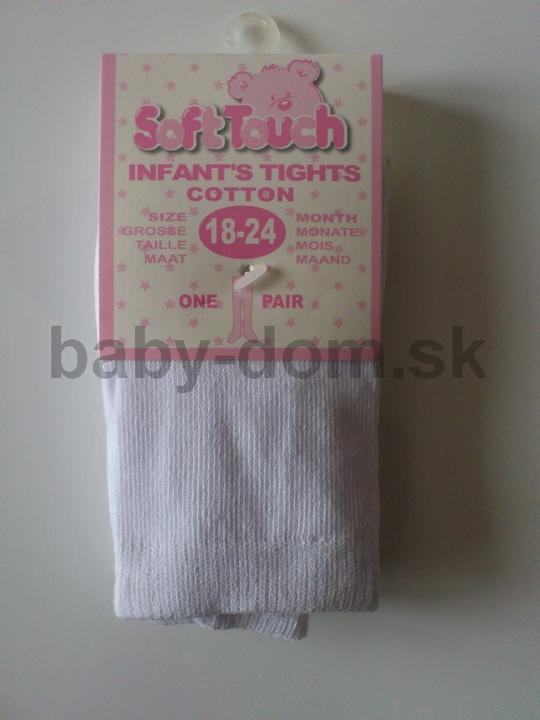 Soft Touch
INFANT'S TIGHTS
COTTON
SIZE
GROSSE
TAILLE
MAAT
18-24
MONTH
MONATE
MOIS
MAAND
ONE PAIR
baby-dom.sk